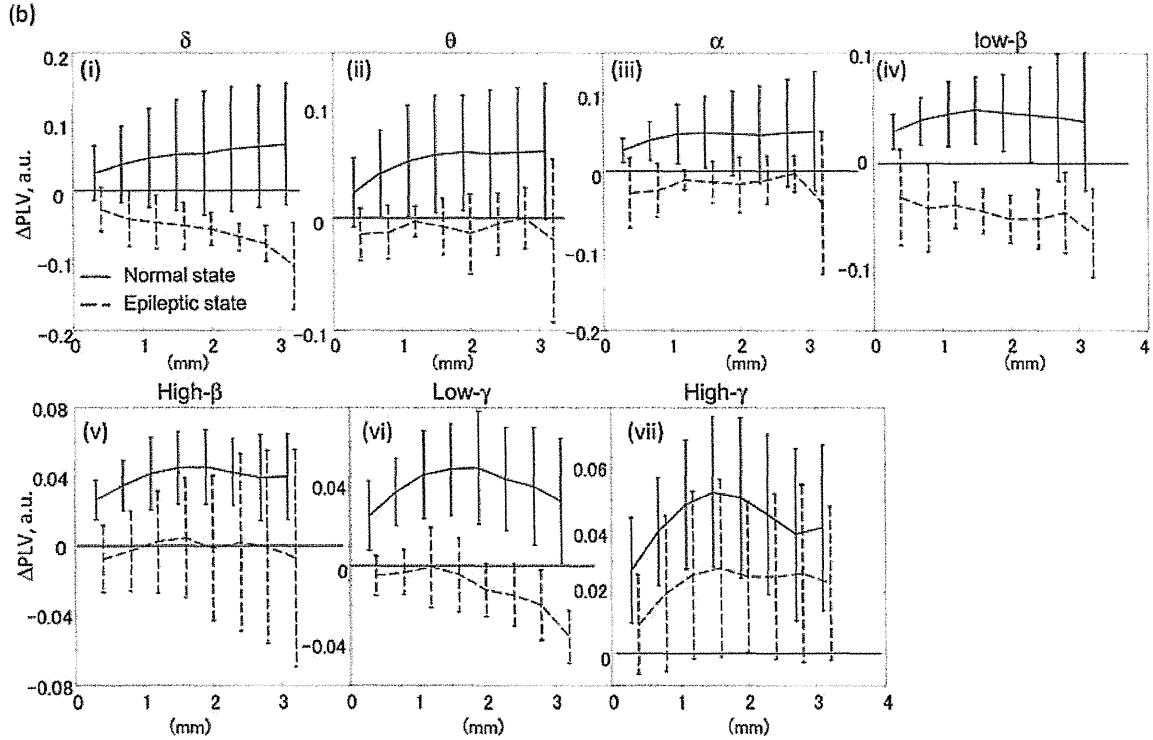 (b)
δ θ α low-β
(i) (ii) (iii) (iv)
ΔPLV, a.u.
0.2
0.1
0
-0.1
-0.2
0.1
0
-0.1
0.1
0
-0.1
-0.2
0.1
0
-0.1
Normal state
Epileptic state
0 1 2 3
0 1 2 3
0 1 2 3
0 1 2 3 4
(mm) (mm) (mm) (mm)
High-β Low-γ High-γ
(v) (vi) (vii)
ΔPLV, a.u.
0.08
0.04
0
-0.04
-0.08
0.04
0
-0.04
0.06
0.04
0.02
0
0 1 2 3
0 1 2 3
0 1 2 3 4
(mm) (mm) (mm)